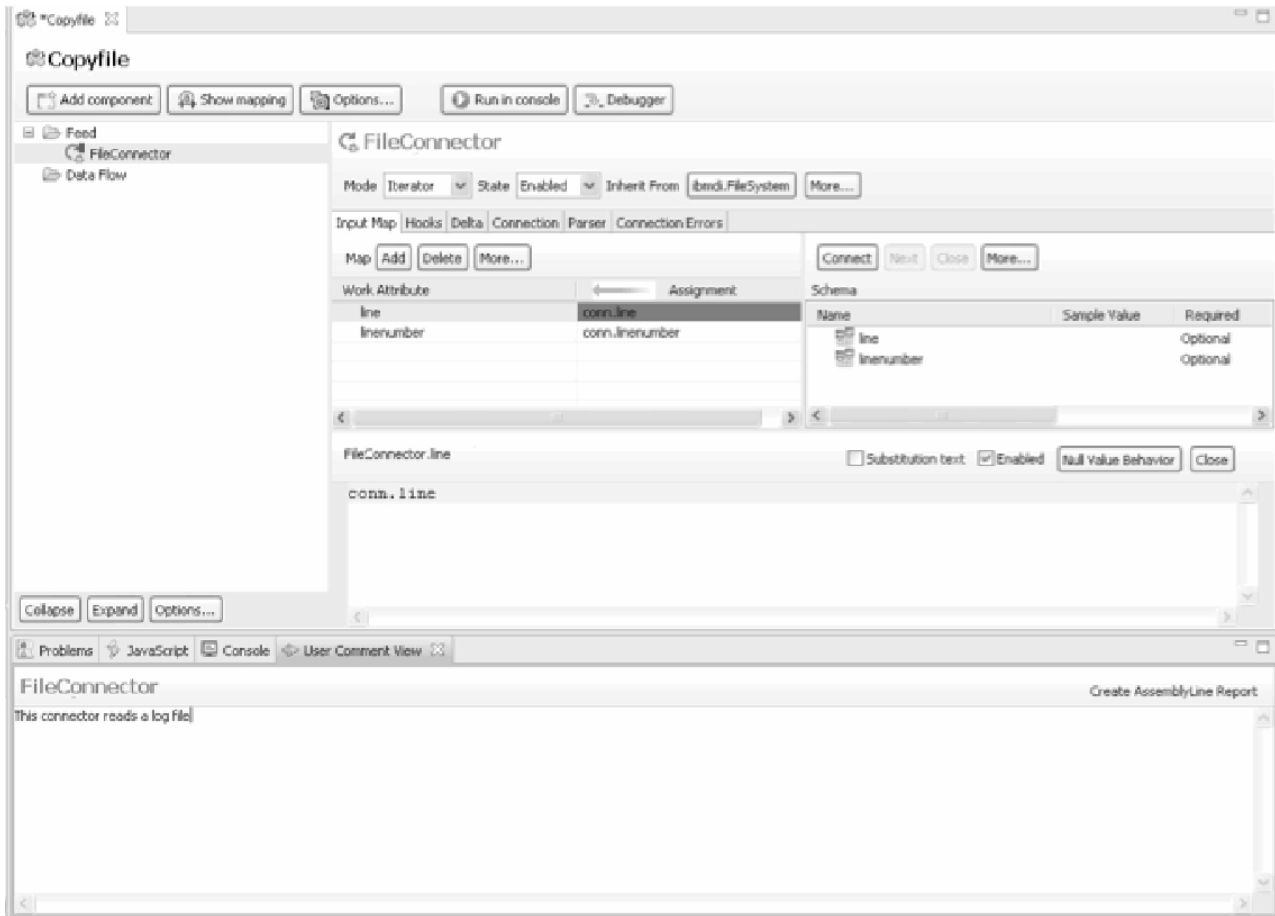 *Copyfile
Copyfile
Add component Show mapping Options... Run in console Debugger
Feed
FileConnector
Data Flow
FileConnector
Mode Iterator State Enabled Inherit From ibmdi.FileSystem More...
Input Map Hooks Delta Connection Parser Connection Errors
Map Add Delete More...
Work Attribute Assignment
line conn.line
linenumber conn.linenumber
Connect Next Close More...
Schema
Name Sample Value Required
line Optional
linenumber Optional
FileConnector.line Substitution text Enabled Null Value Behavior Close
conn.line
Collapse Expand Options...
Problems JavaScript Console User Comment View
FileConnector Create AssemblyLine Report
This connector reads a log file